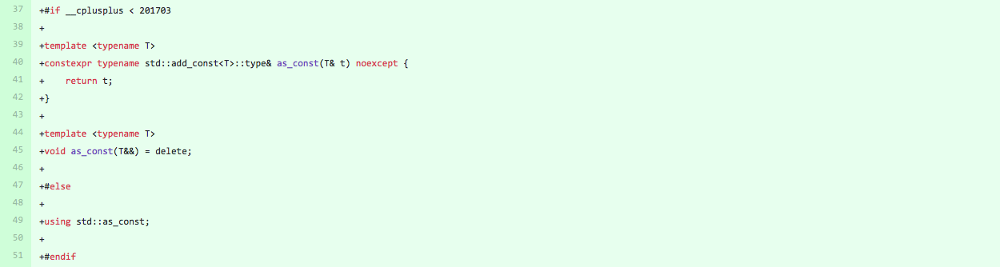 37 +#if __cplusplus < 201703
38 +
39 +template <typename T>
40 +constexpr typename std::add_const<T>::type& as_const(T& t) noexcept {
41 +    return t;
42 +}
43 +
44 +template <typename T>
45 +void as_const(T&&) = delete;
46 +
47 +#else
48 +
49 +using std::as_const;
50 +
51 +#endif